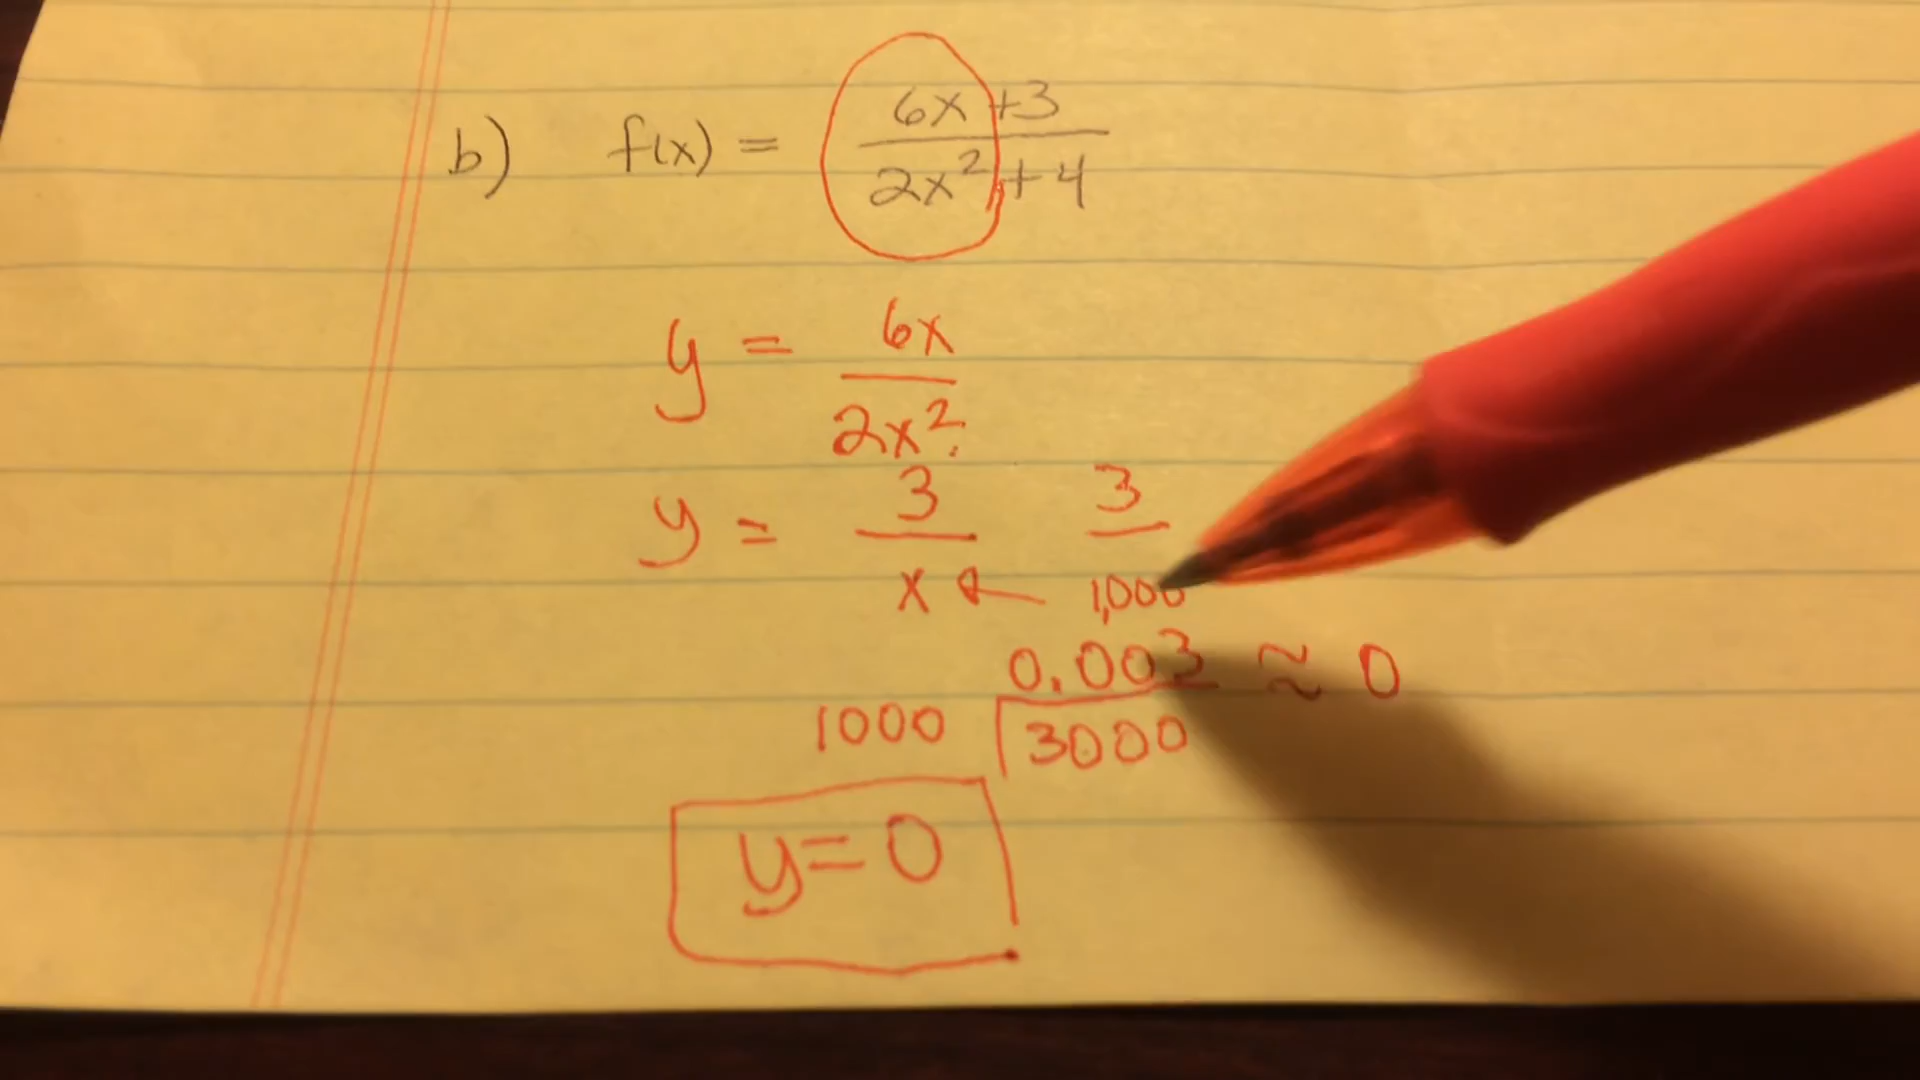 b) f(x) = 6x+3
2x²+4
y = 6x
2x²
y = 3 3
x ← 1,000
0.003 ≈ 0
1000 3000
y=0